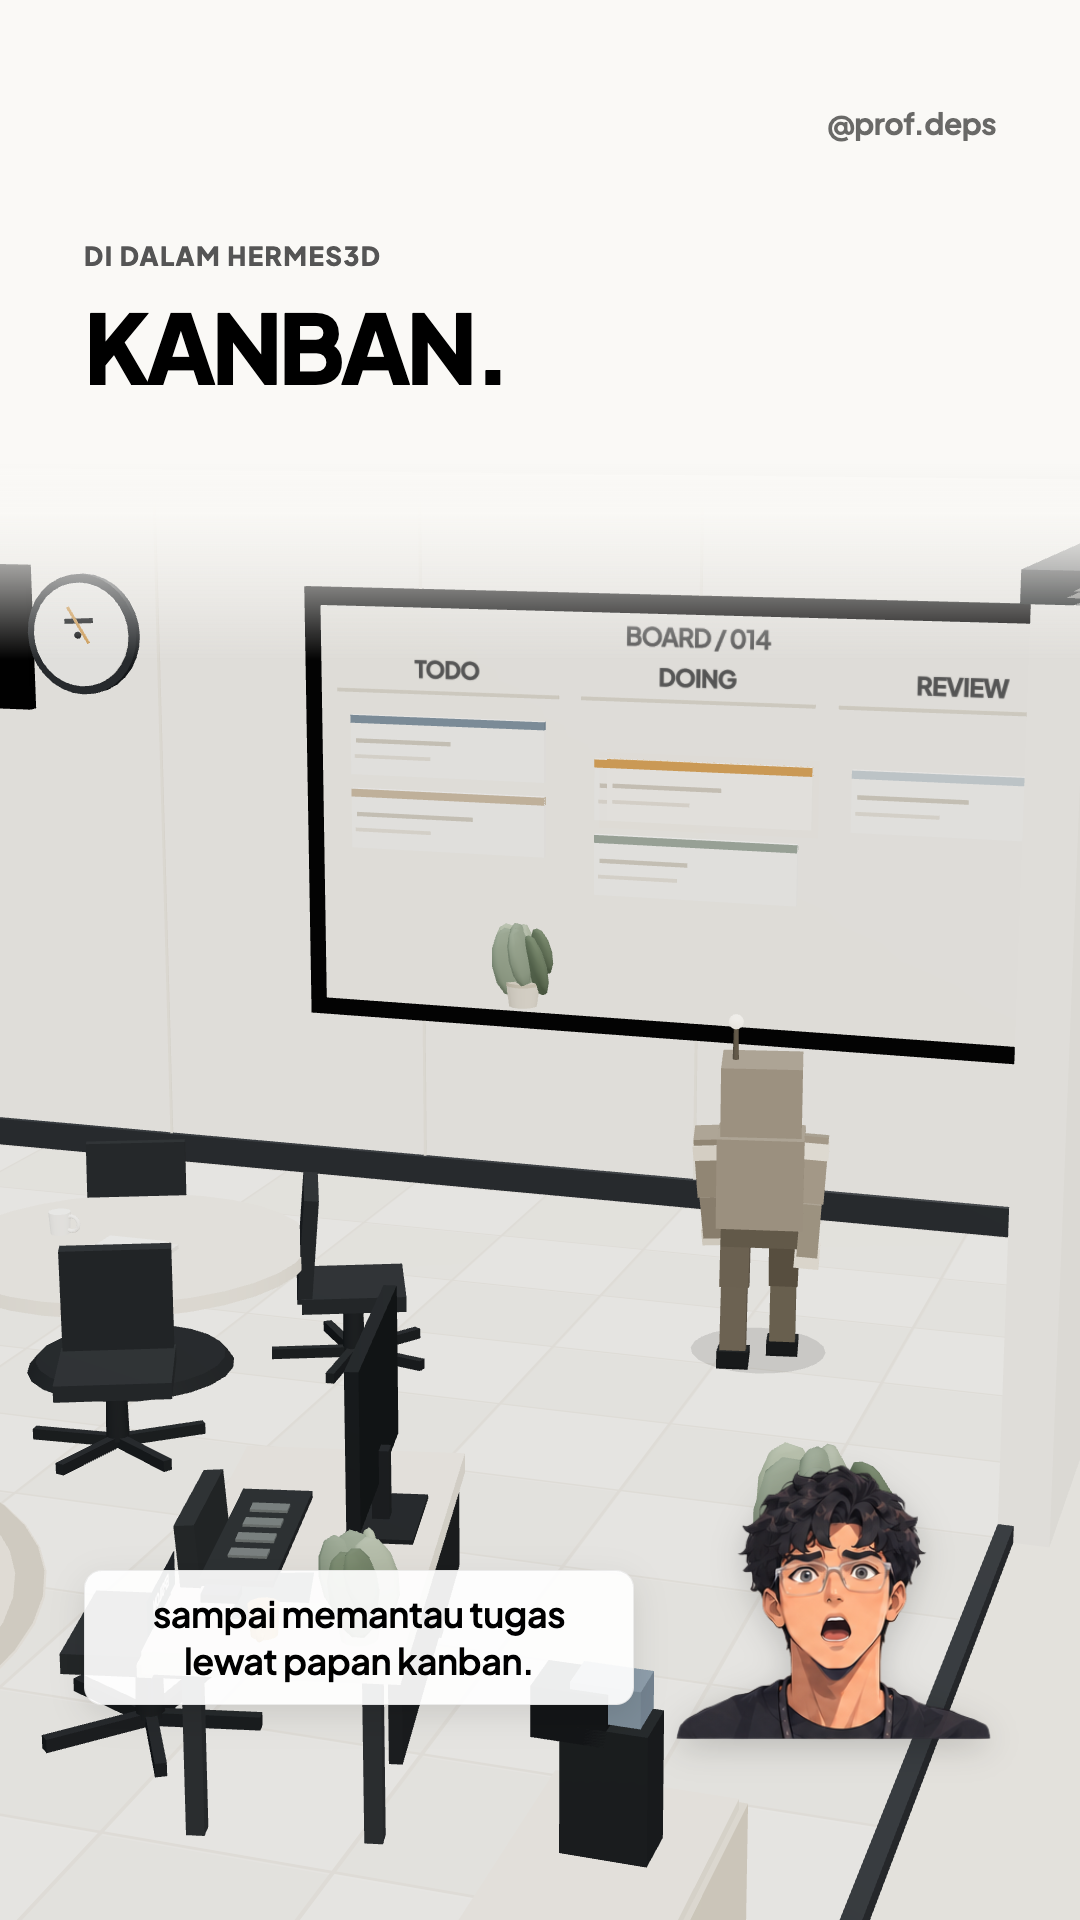 @prof.deps
DI DALAM HERMES3D
KANBAN.
BOARD / 014
TODO
DOING
REVIEW
sampai memantau tugas
lewat papan kanban.